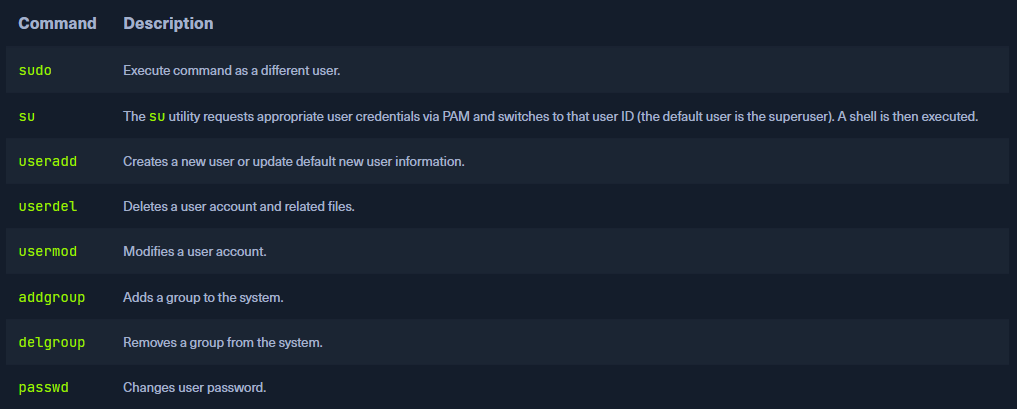 Command Description
sudo Execute command as a different user.
su The su utility requests appropriate user credentials via PAM and switches to that user ID (the default user is the superuser). A shell is then executed.
useradd Creates a new user or update default new user information.
userdel Deletes a user account and related files.
usermod Modifies a user account.
addgroup Adds a group to the system.
delgroup Removes a group from the system.
passwd Changes user password.